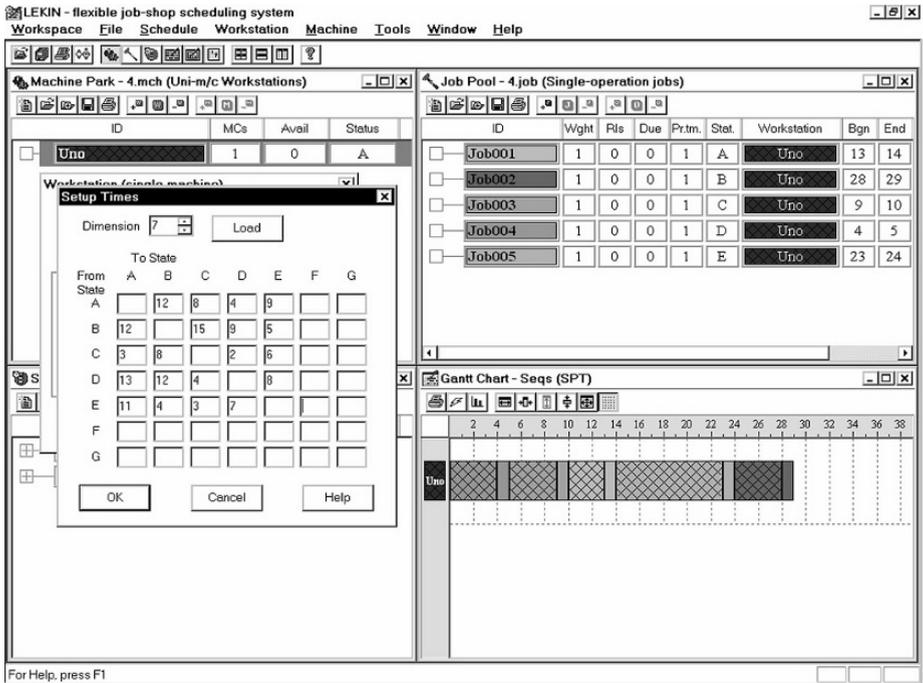 LEKIN - flexible job-shop scheduling system
Workspace File Schedule Workstation Machine Tools Window Help
Machine Park - 4.mch (Uni-m/c Workstations)
ID MCs Avail Status
Uno 1 0 A
Workstation (single machine)
Setup Times
Dimension 7 Load
To State
From State A B C D E F G
A 12 8 4 9
B 12 15 9 5
C 3 8 2 6
D 13 12 4 8
E 11 4 3 7
F
G
OK Cancel Help
S
Job Pool - 4.job (Single-operation jobs)
ID Wght Rls Due Pr.tm. Stat. Workstation Bgn End
Job001 1 0 0 1 A Uno 13 14
Job002 1 0 0 1 B Uno 28 29
Job003 1 0 0 1 C Uno 9 10
Job004 1 0 0 1 D Uno 4 5
Job005 1 0 0 1 E Uno 23 24
Gantt Chart - Seqs (SPT)
2 4 6 8 10 12 14 16 18 20 22 24 26 28 30 32 34 36 38
Uno
For Help, press F1